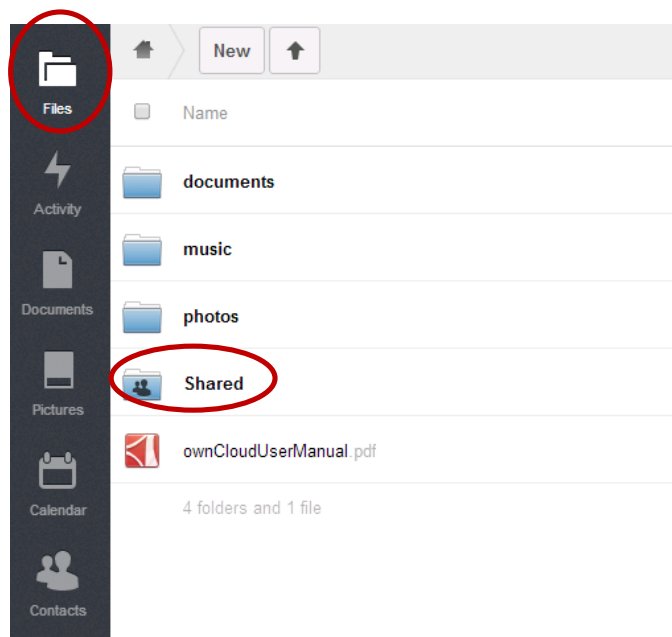 Files
Activity
Documents
Pictures
Calendar
Contacts
New
Name
documents
music
photos
Shared
ownCloudUserManual.pdf
4 folders and 1 file